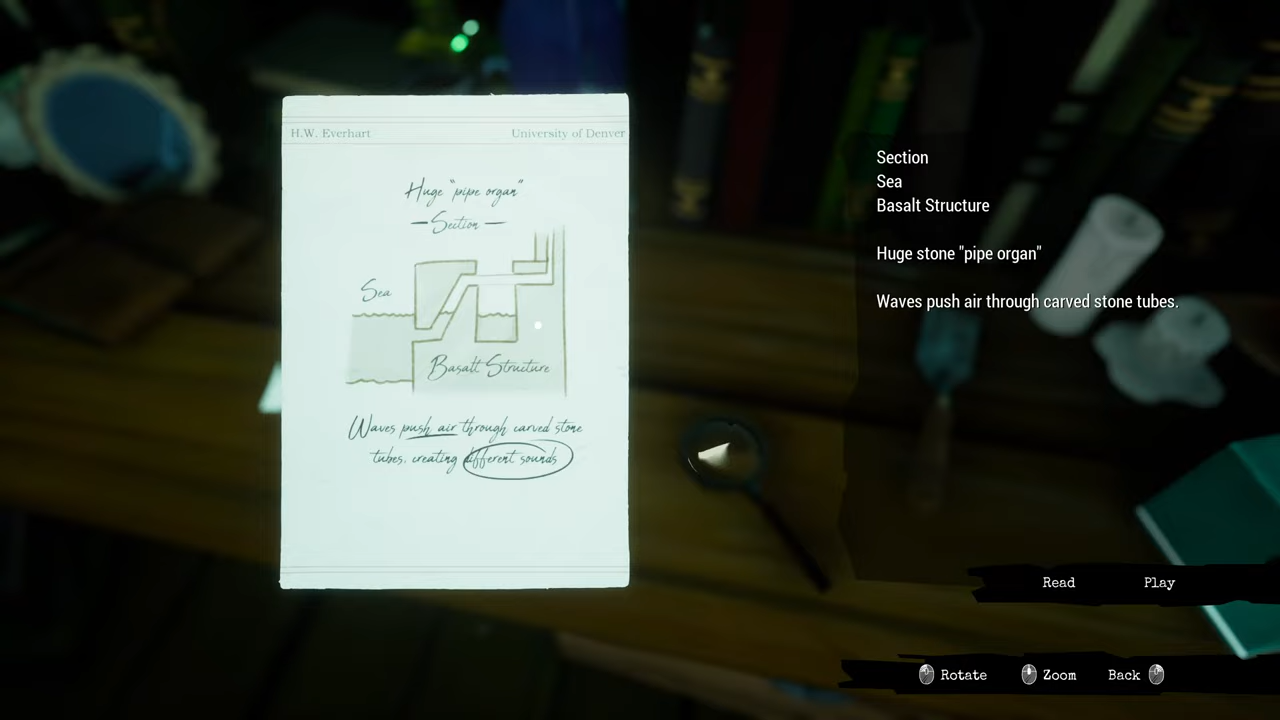 H.W. Everhart
University of Denver
Huge "pipe organ"
— Section —
Sea
Basalt Structure
Waves push air through carved stone
tubes, creating different sounds
Section
Sea
Basalt Structure
Huge stone "pipe organ"
Waves push air through carved stone tubes.
Read
Play
Rotate
Zoom
Back